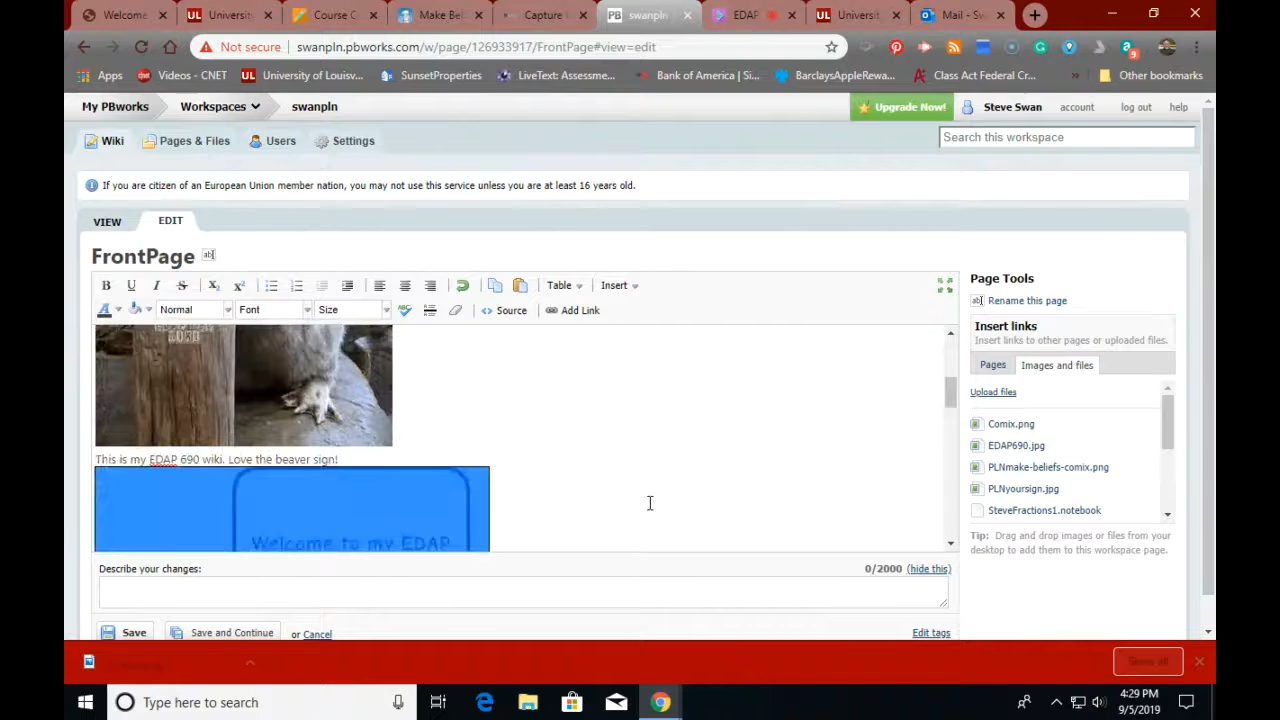 Welcome
University
Course C
Make Be
Capture
swanpln
EDAP
Universit
Mail - Sw
Not secure swanpln.pbworks.com/w/page/126933917/FrontPage#view=edit
Apps Videos - CNET University of Louisv... SunsetProperties LiveText: Assessme... Bank of America | Si... BarclaysAppleRewa... Class Act Federal Cr... » Other bookmarks
My PBworks Workspaces swanpln Upgrade Now! Steve Swan account log out help
Wiki Pages & Files Users Settings Search this workspace
If you are citizen of an European Union member nation, you may not use this service unless you are at least 16 years old.
VIEW EDIT
FrontPage
Page Tools
Rename this page
B U I S X₂ X² Table Insert
A Normal Font Size Source Add Link
Insert links
Insert links to other pages or uploaded files.
Pages Images and files
Upload files
Comix.png
EDAP690.jpg
PLNmake-beliefs-comix.png
PLNyoursign.jpg
SteveFractions1.notebook
Tip: Drag and drop images or files from your desktop to add them to this workspace page.
This is my EDAP 690 wiki. Love the beaver sign!
Welcome to my EDAP
Describe your changes: 0/2000 (hide this)
Save Save and Continue or Cancel Edit tags
Show all
Type here to search
4:29 PM
9/5/2019